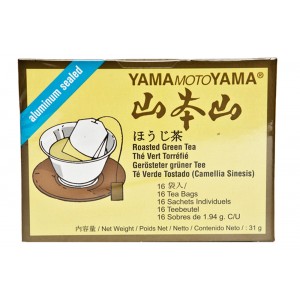 aluminum sealed
YAMAMOTOYAMA®
山本山
ほうじ茶
Roasted Green Tea
Thé Vert Torréfié
Gerösteter grüner Tee
Té Verde Tostado (Camellia Sinesis)
16 袋入/
16 Tea Bags
16 Sachets Individuels
16 Teebeutel
16 Sobres de 1.94 g. C/U
内容量 / Net Weight / Poids Net / Netto / Contenido Neto / : 31 g